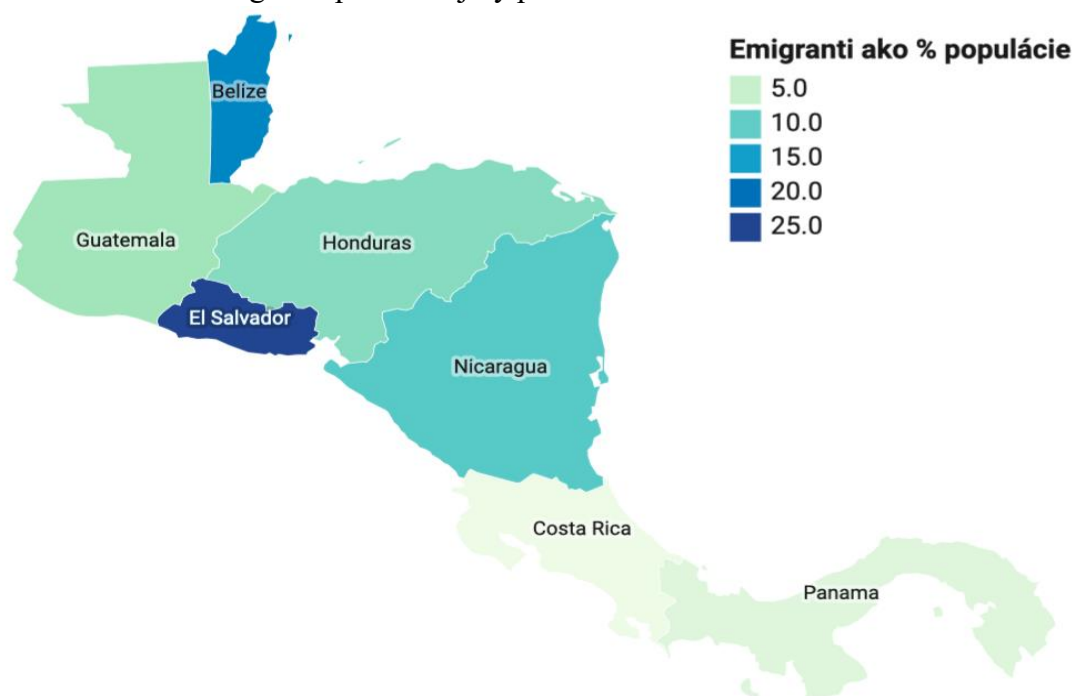 Emigranti ako % populácie
5.0
10.0
15.0
20.0
25.0
Belize
Guatemala
Honduras
El Salvador
Nicaragua
Costa Rica
Panama